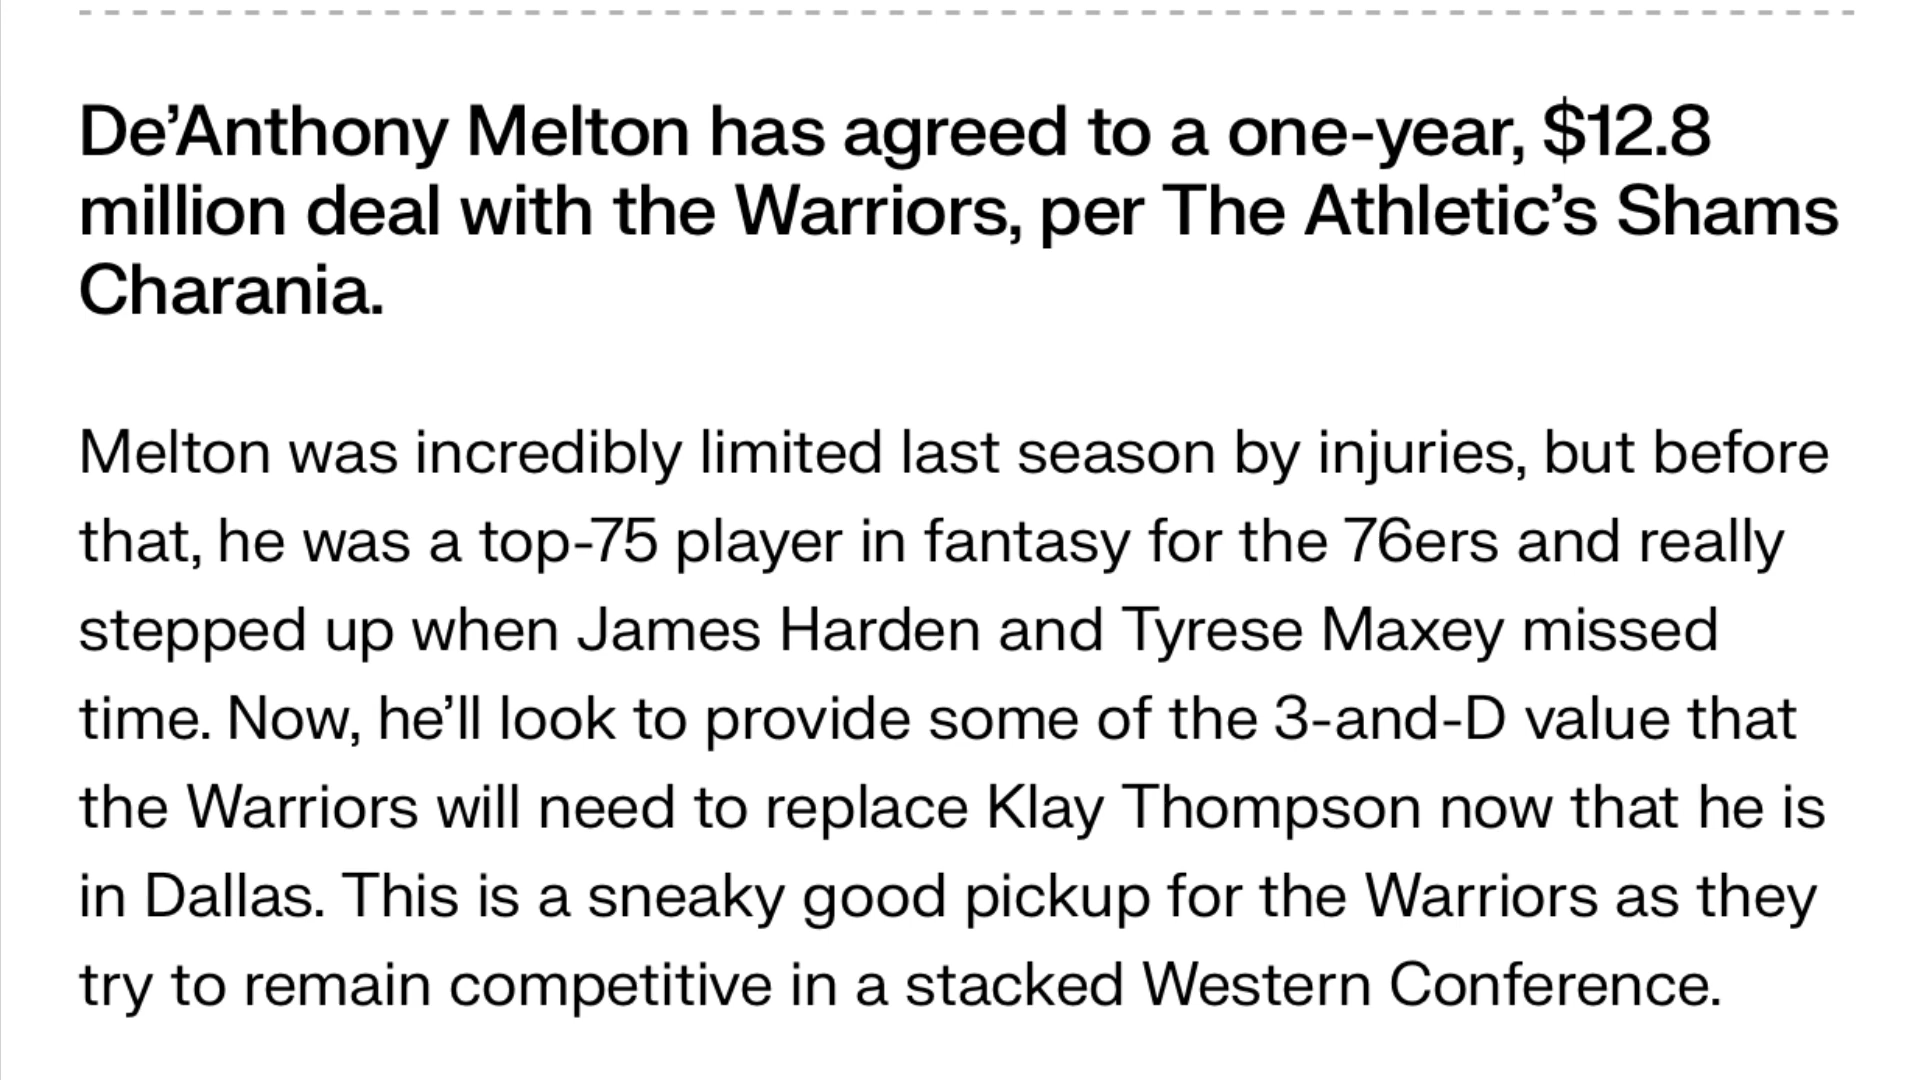 De’Anthony Melton has agreed to a one-year, $12.8
million deal with the Warriors, per The Athletic’s Shams
Charania.
Melton was incredibly limited last season by injuries, but before
that, he was a top-75 player in fantasy for the 76ers and really
stepped up when James Harden and Tyrese Maxey missed
time. Now, he’ll look to provide some of the 3-and-D value that
the Warriors will need to replace Klay Thompson now that he is
in Dallas. This is a sneaky good pickup for the Warriors as they
try to remain competitive in a stacked Western Conference.